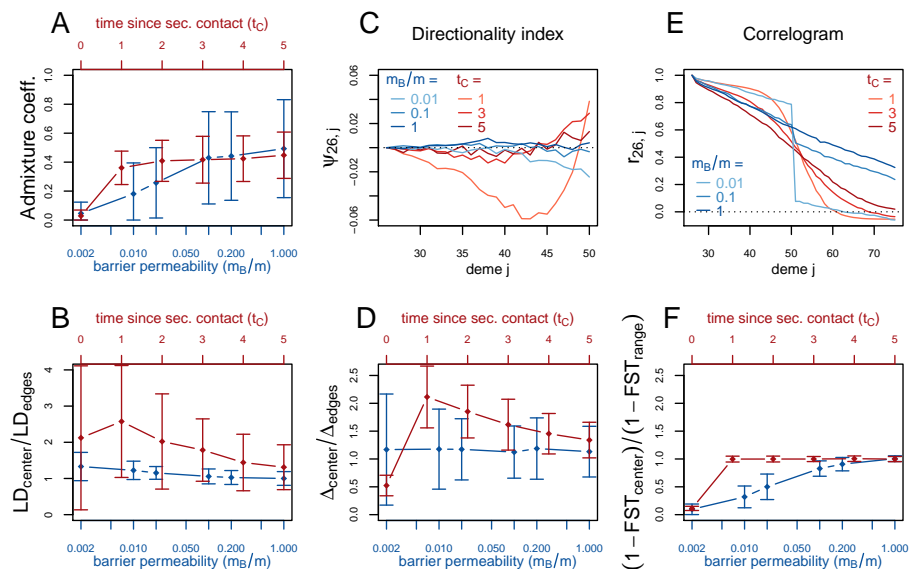 A
time since sec. contact (tC)
0 1 2 3 4 5
Admixture coeff.
0.0 0.2 0.4 0.6 0.8 1.0
0.002 0.010 0.050 0.200 1.000
barrier permeability (mB/m)
C
Directionality index
mB/m =
0.01
0.1
1
tC =
1
3
5
Ψ26, j
−0.06 −0.02 0.02 0.06
30 35 40 45 50
deme j
E
Correlogram
tC =
1
3
5
mB/m =
0.01
0.1
1
r26, j
0.0 0.2 0.4 0.6 0.8 1.0
30 40 50 60 70
deme j
B
time since sec. contact (tC)
0 1 2 3 4 5
LDcenter/LDedges
0 1 2 3 4
0.002 0.010 0.050 0.200 1.000
barrier permeability (mB/m)
D
time since sec. contact (tC)
0 1 2 3 4 5
Δcenter/Δedges
0.0 0.5 1.0 1.5 2.0 2.5
0.002 0.010 0.050 0.200 1.000
barrier permeability (mB/m)
F
time since sec. contact (tC)
0 1 2 3 4 5
(1−FSTcenter)/(1−FSTrange)
0.0 0.5 1.0 1.5 2.0 2.5
0.002 0.010 0.050 0.200 1.000
barrier permeability (mB/m)